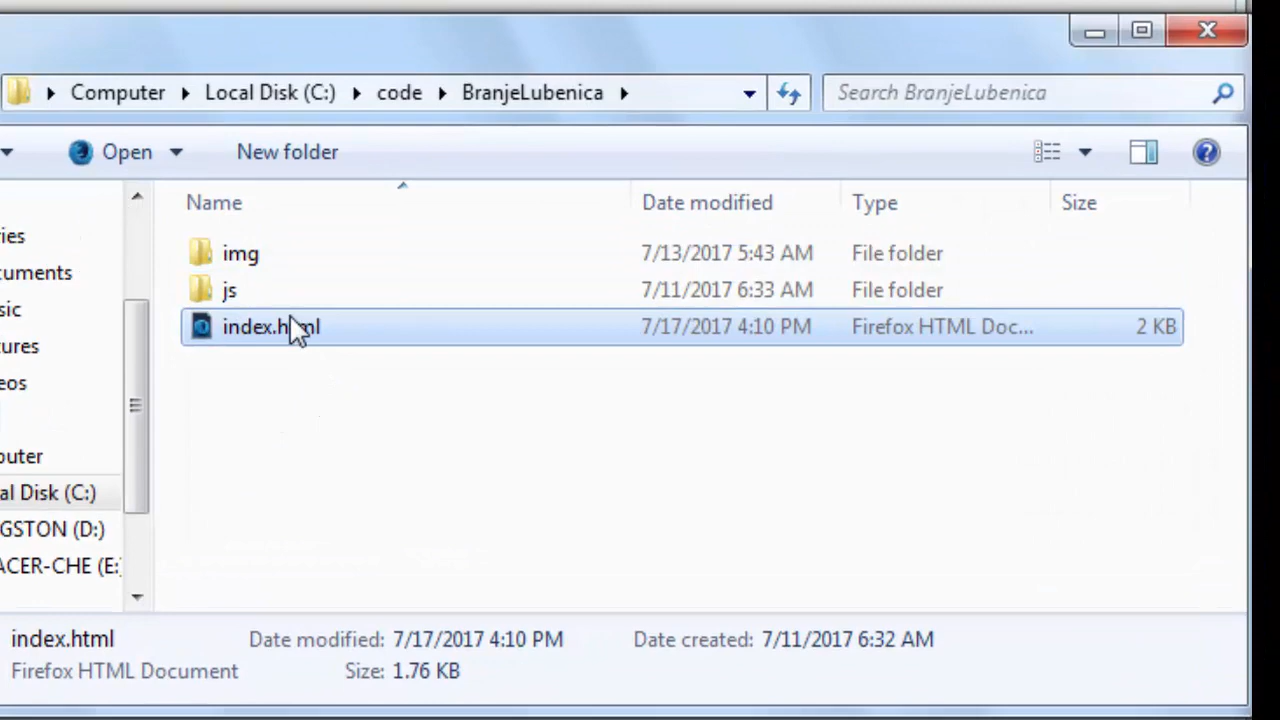 Computer Local Disk (C:) code BranjeLubenica Search BranjeLubenica
Open New folder
Name Date modified Type Size
img 7/13/2017 5:43 AM File folder
js 7/11/2017 6:33 AM File folder
index.html 7/17/2017 4:10 PM Firefox HTML Doc... 2 KB
ries
cuments
sic
tures
eos
puter
al Disk (C:)
GSTON (D:)
ACER-CHE (E:
index.html Date modified: 7/17/2017 4:10 PM Date created: 7/11/2017 6:32 AM
Firefox HTML Document Size: 1.76 KB